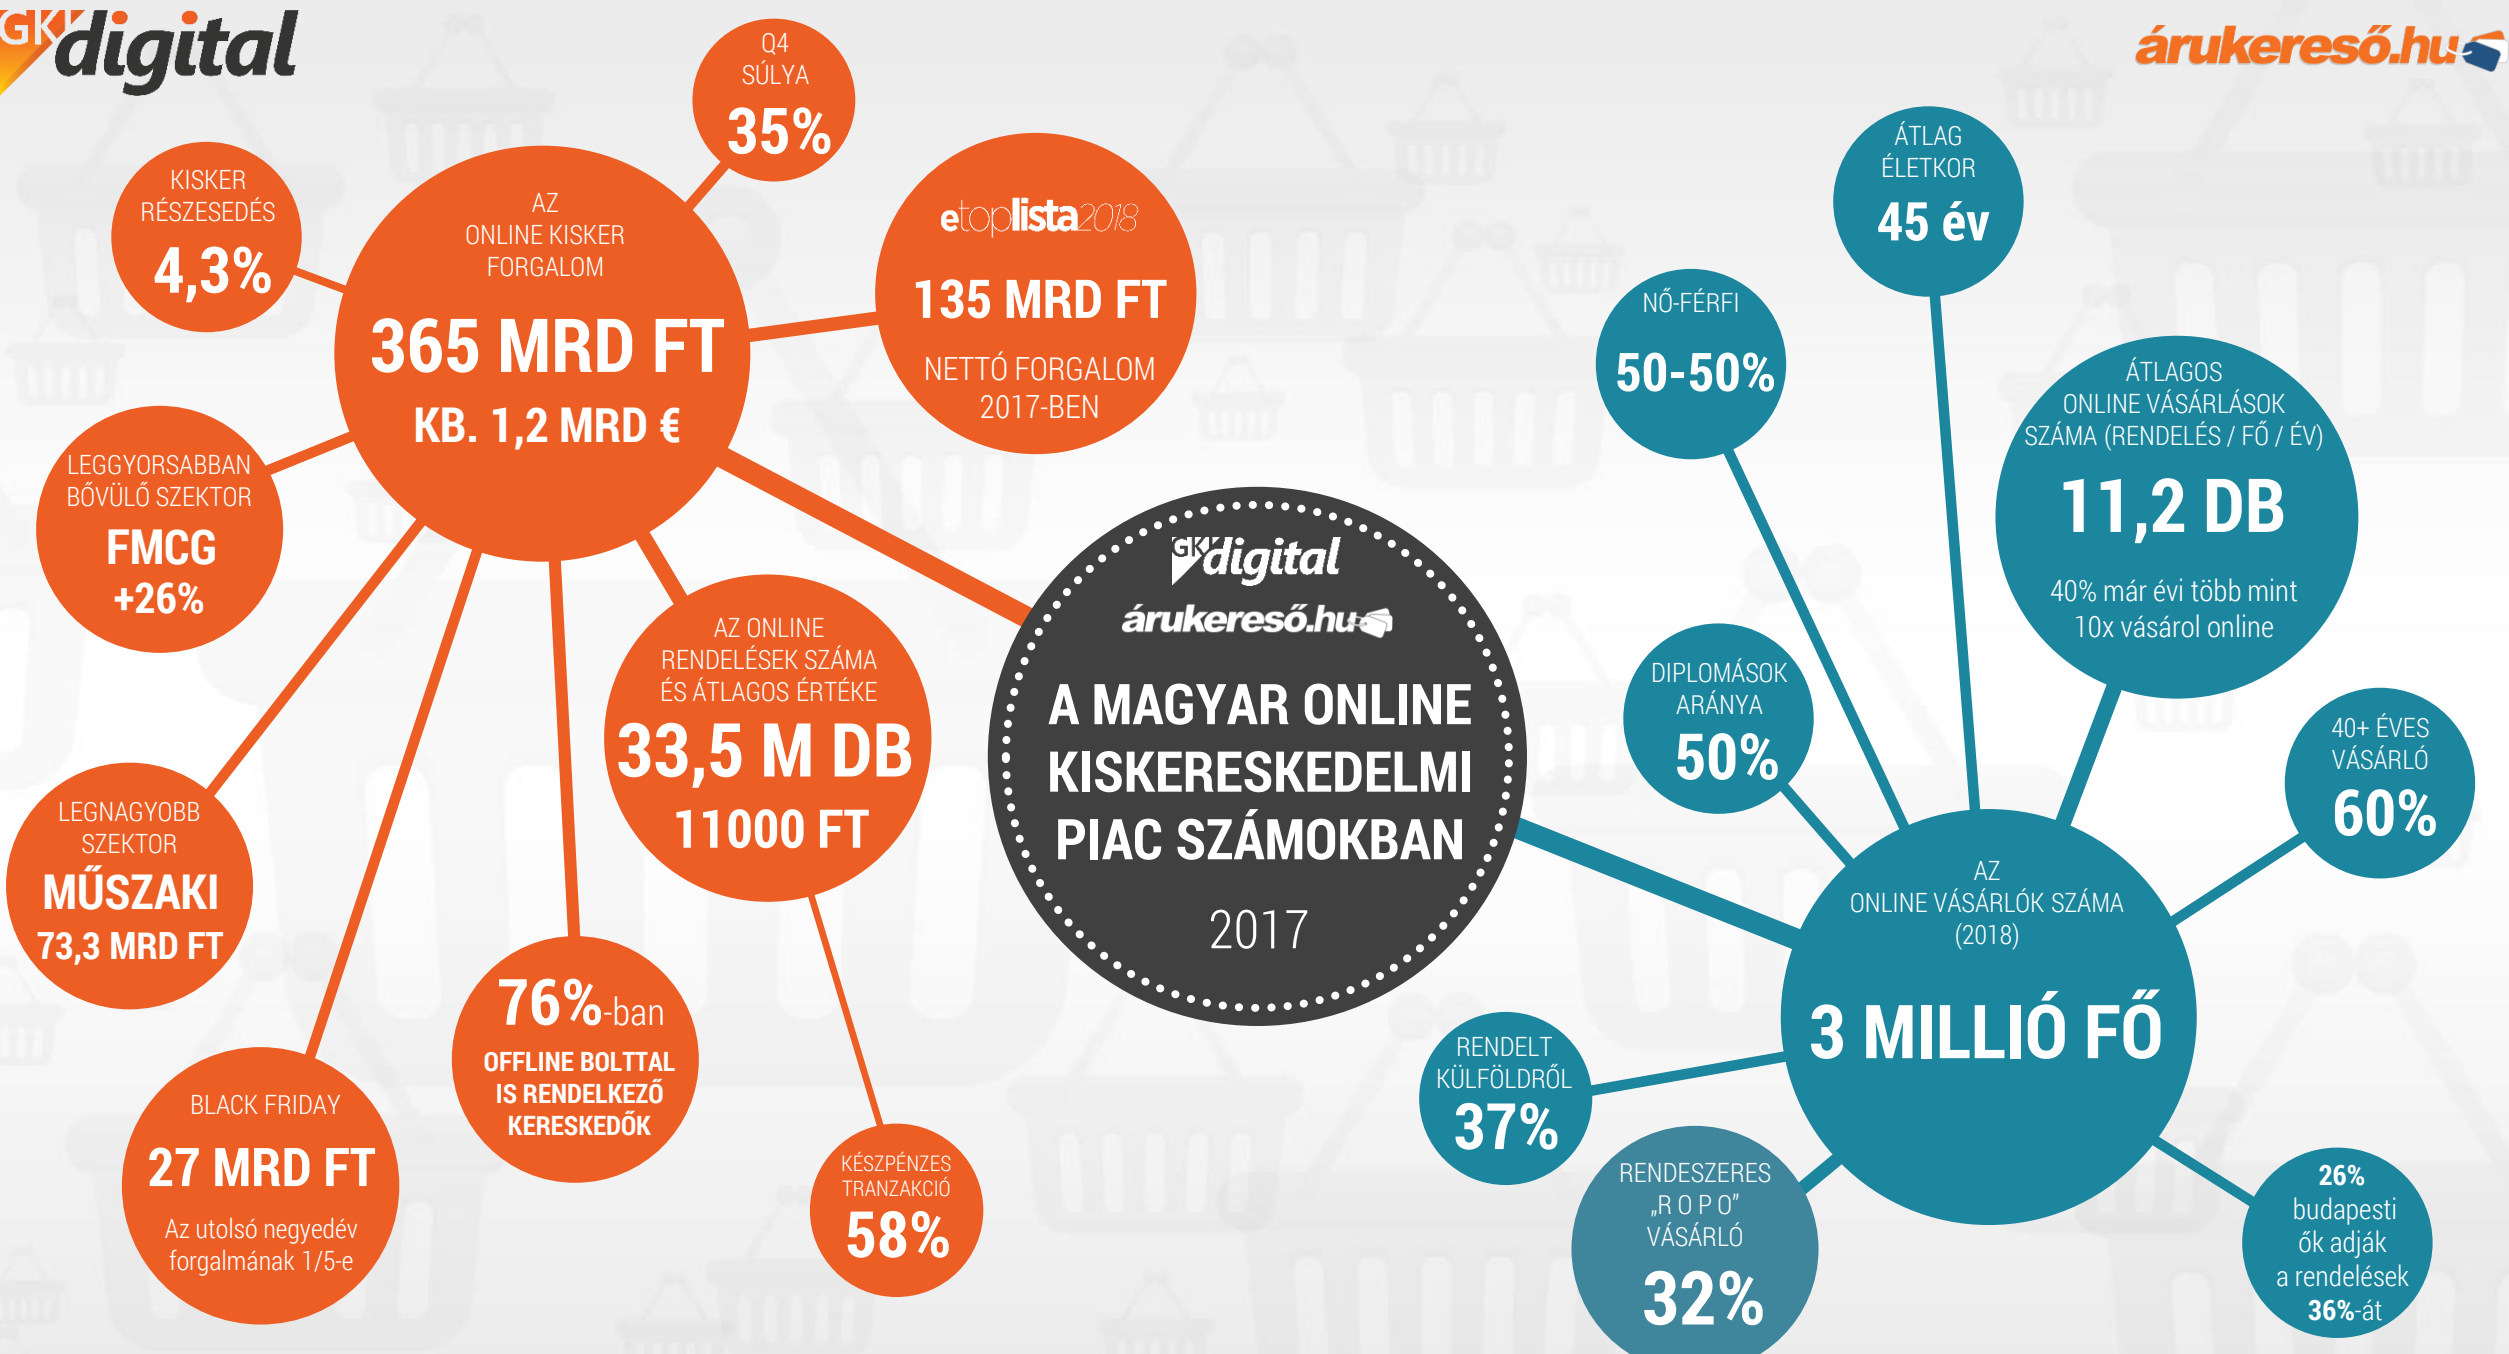 GKI digital
árukereső.hu
Q4
SÚLYA
35%
KISKER
RÉSZESEDÉS
4,3%
AZ
ONLINE KISKER
FORGALOM
365 MRD FT
KB. 1,2 MRD €
etoplista2018
135 MRD FT
NETTÓ FORGALOM
2017-BEN
LEGGYORSABBAN
BŐVÜLŐ SZEKTOR
FMCG
+26%
AZ ONLINE
RENDELÉSEK SZÁMA
ÉS ÁTLAGOS ÉRTÉKE
33,5 M DB
11000 FT
LEGNAGYOBB
SZEKTOR
MŰSZAKI
73,3 MRD FT
76%-ban
OFFLINE BOLTTAL
IS RENDELKEZŐ
KERESKEDŐK
BLACK FRIDAY
27 MRD FT
Az utolsó negyedév
forgalmának 1/5-e
KÉSZPÉNZES
TRANZAKCIÓ
58%
GKI digital
árukereső.hu
A MAGYAR ONLINE
KISKERESKEDELMI
PIAC SZÁMOKBAN
2017
ÁTLAG
ÉLETKOR
45 év
NŐ-FÉRFI
50-50%
ÁTLAGOS
ONLINE VÁSÁRLÁSOK
SZÁMA (RENDELÉS / FŐ / ÉV)
11,2 DB
40% már évi több mint
10x vásárol online
DIPLOMÁSOK
ARÁNYA
50%
40+ ÉVES
VÁSÁRLÓ
60%
AZ
ONLINE VÁSÁRLÓK SZÁMA
(2018)
3 MILLIÓ FŐ
RENDELT
KÜLFÖLDRŐL
37%
RENDESZERES
„R O P O”
VÁSÁRLÓ
32%
26%
budapesti
ők adják
a rendelések
36%-át